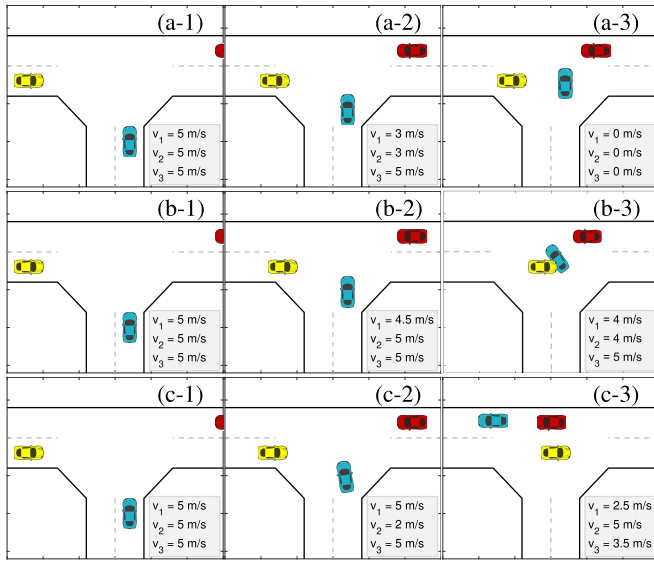 (a-1)
v1 = 5 m/s
v2 = 5 m/s
v3 = 5 m/s
(a-2)
v1 = 3 m/s
v2 = 3 m/s
v3 = 5 m/s
(a-3)
v1 = 0 m/s
v2 = 0 m/s
v3 = 0 m/s
(b-1)
v1 = 5 m/s
v2 = 5 m/s
v3 = 5 m/s
(b-2)
v1 = 4.5 m/s
v2 = 5 m/s
v3 = 5 m/s
(b-3)
v1 = 4 m/s
v2 = 4 m/s
v3 = 5 m/s
(c-1)
v1 = 5 m/s
v2 = 5 m/s
v3 = 5 m/s
(c-2)
v1 = 5 m/s
v2 = 2 m/s
v3 = 5 m/s
(c-3)
v1 = 2.5 m/s
v2 = 5 m/s
v3 = 3.5 m/s